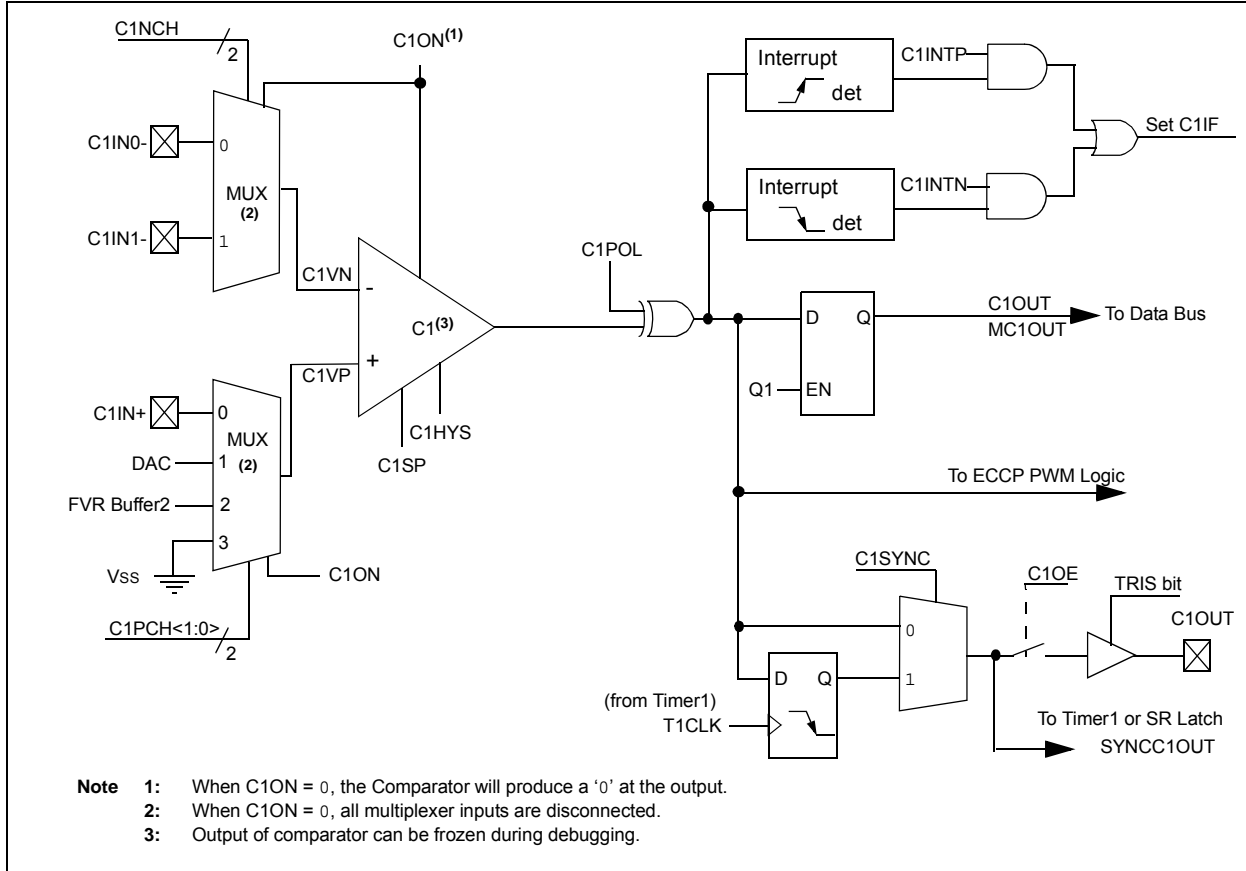 C1NCH
2
C1ON(1)
Interrupt
det
C1INTP
Set C1IF
C1IN0-
0
MUX
(2)
C1IN1-
1
Interrupt
det
C1INTN
C1POL
C1VN
-
C1(3)
+
C1VP
D Q
Q1 EN
C1OUT
MC1OUT
To Data Bus
C1IN+
0
MUX
(2)
DAC
1
FVR Buffer2
2
3
VSS
C1ON
C1PCH<1:0>
2
C1HYS
C1SP
To ECCP PWM Logic
C1SYNC
0
1
C1OE
TRIS bit
C1OUT
D Q
(from Timer1)
T1CLK
To Timer1 or SR Latch
SYNCC1OUT
Note 1: When C1ON = 0, the Comparator will produce a ‘0’ at the output.
2: When C1ON = 0, all multiplexer inputs are disconnected.
3: Output of comparator can be frozen during debugging.